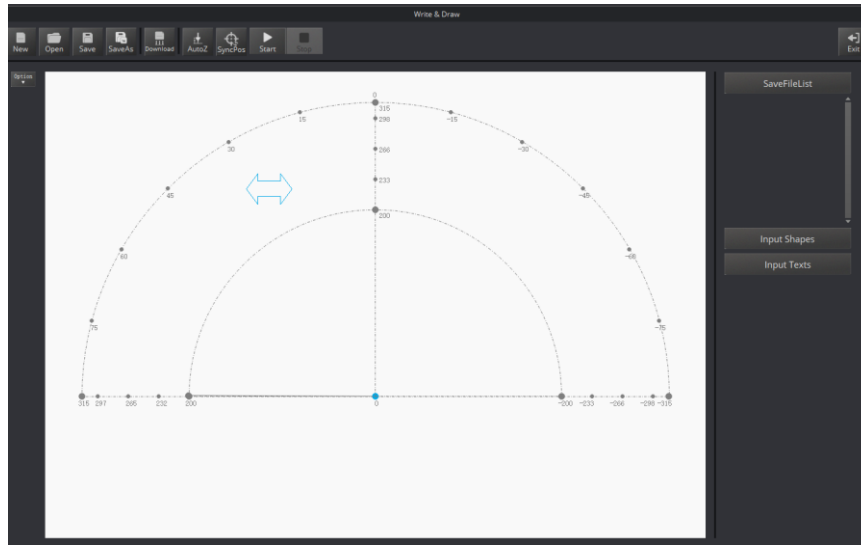 Write & Draw
New Open Save SaveAs Download AutoZ SyncPos Start Stop Exit
Option
SaveFileList
0
315
15 298 -15
30 266 -30
233
45 -45
200
60 -60
75 -75
315 297 265 232 200 0 -200 -233 -266 -298 -315
Input Shapes
Input Texts